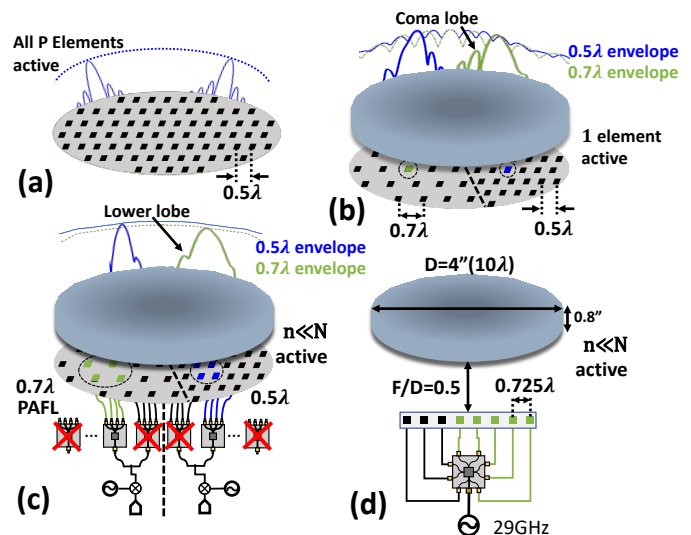 All P Elements
active
0.5λ
(a)
Coma lobe
0.5λ envelope
0.7λ envelope
1 element
active
(b)
0.7λ
0.5λ
Lower lobe
0.5λ envelope
0.7λ envelope
n≪N
active
0.7λ
PAFL
0.5λ
(c)
D=4”(10λ)
0.8”
n≪N
active
F/D=0.5
0.725λ
(d)
29GHz